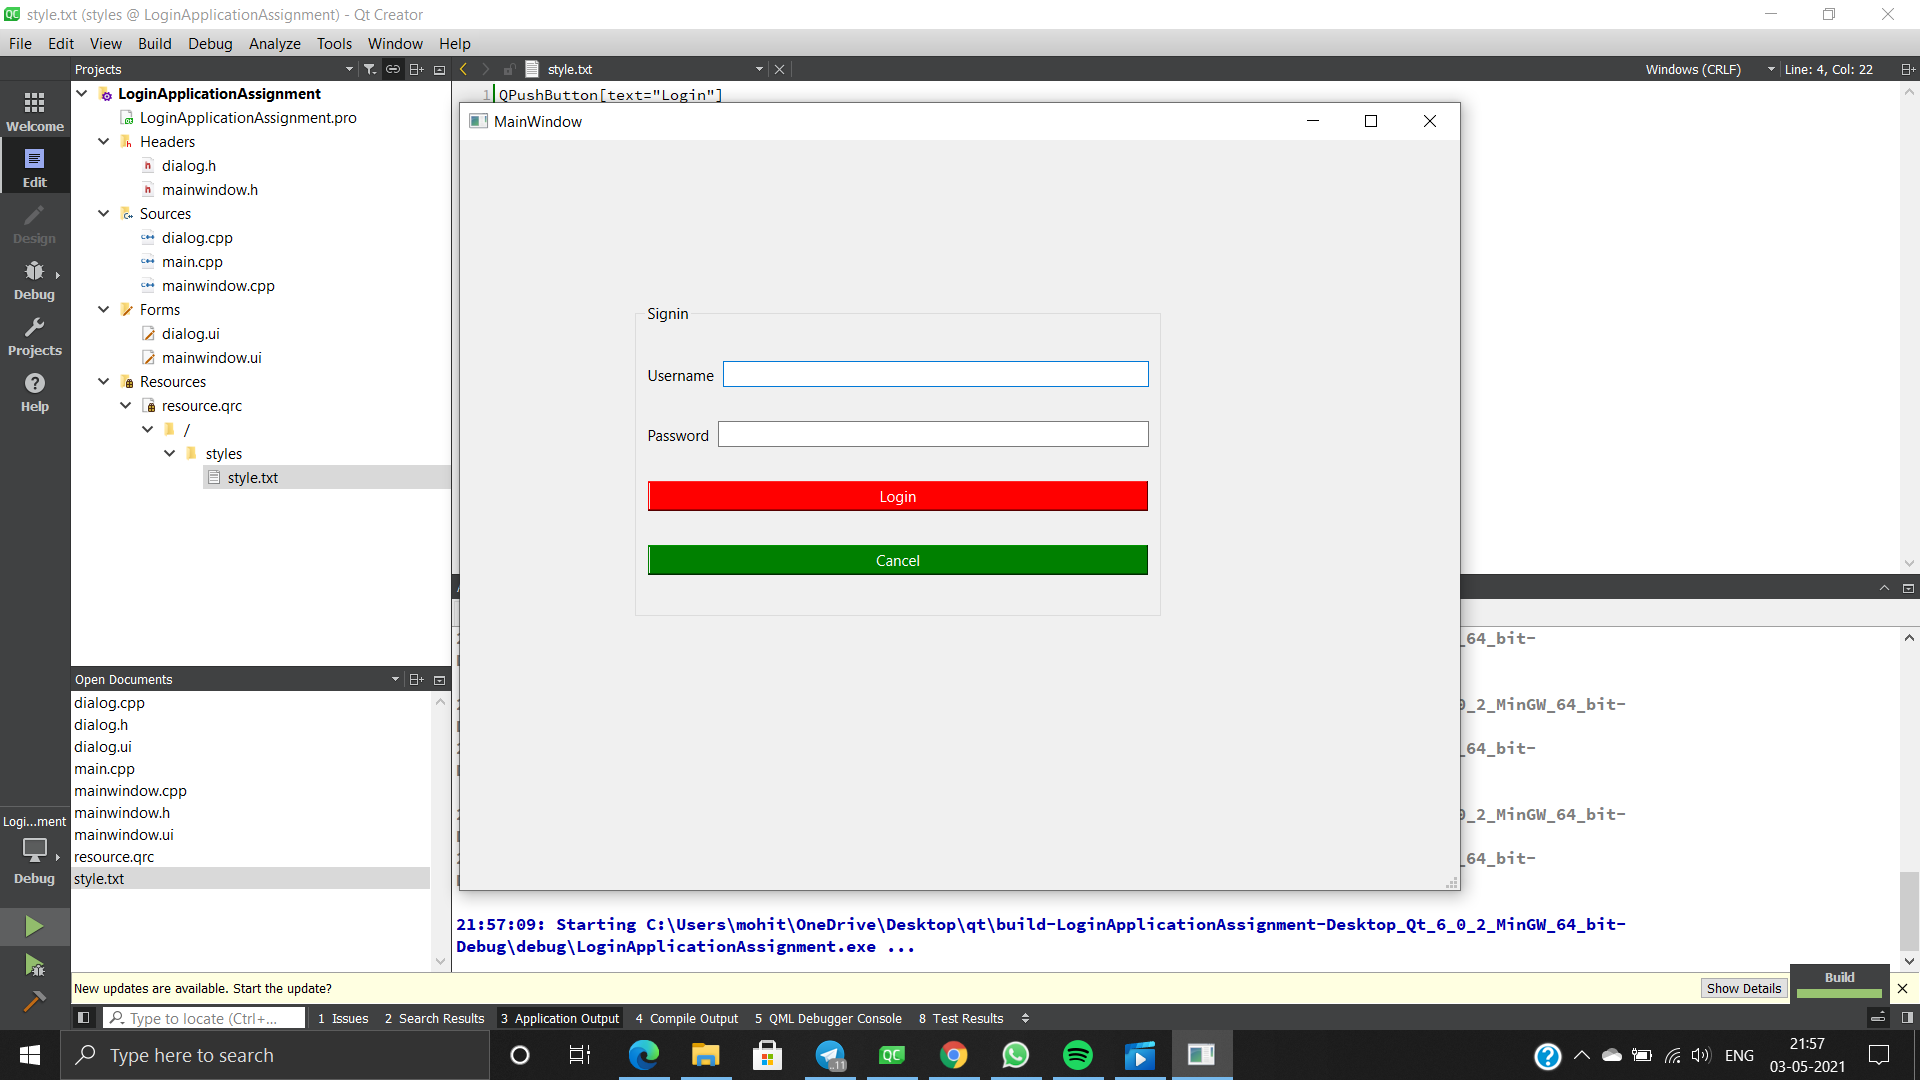 style.txt (styles @ LoginApplicationAssignment) - Qt Creator
File Edit View Build Debug Analyze Tools Window Help
Projects
style.txt
Windows (CRLF)
Line: 4, Col: 22
Welcome
Edit
Design
Debug
Projects
Help
LoginApplicationAssignment
LoginApplicationAssignment.pro
Headers
dialog.h
mainwindow.h
Sources
dialog.cpp
main.cpp
mainwindow.cpp
Forms
dialog.ui
mainwindow.ui
Resources
resource.qrc
/
styles
style.txt
1 QPushButton[text="Login"]
MainWindow
Signin
Username
Password
Login
Cancel
Open Documents
dialog.cpp
dialog.h
dialog.ui
main.cpp
mainwindow.cpp
mainwindow.h
mainwindow.ui
resource.qrc
style.txt
Logi...ment
Debug
_64_bit-
0_2_MinGW_64_bit-
_64_bit-
0_2_MinGW_64_bit-
_64_bit-
21:57:09: Starting C:\Users\mohit\OneDrive\Desktop\qt\build-LoginApplicationAssignment-Desktop_Qt_6_0_2_MinGW_64_bit-
Debug\debug\LoginApplicationAssignment.exe ...
New updates are available. Start the update?
Show Details
Build
Type to locate (Ctrl+...
1 Issues
2 Search Results
3 Application Output
4 Compile Output
5 QML Debugger Console
8 Test Results
Type here to search
11
QC
ENG
21:57
03-05-2021